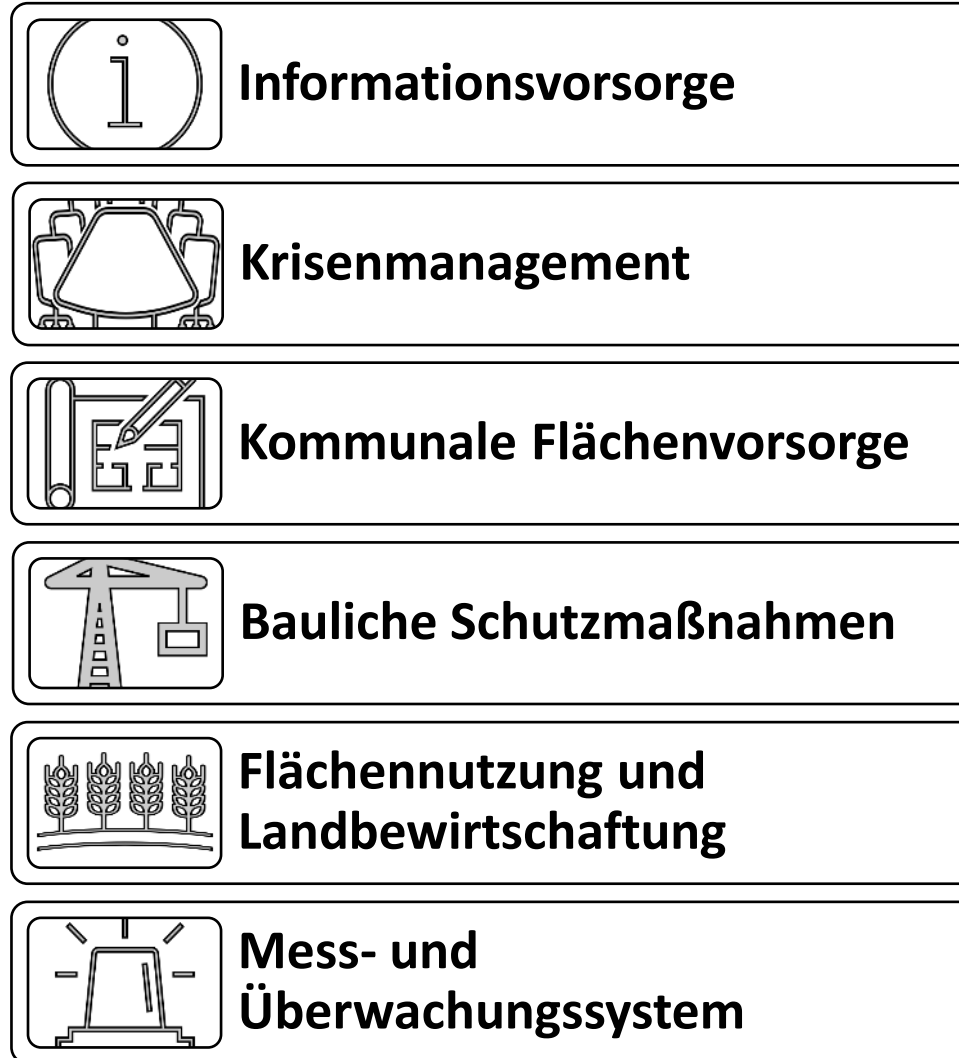 Informationsvorsorge
Krisenmanagement
Kommunale Flächenvorsorge
Bauliche Schutzmaßnahmen
Flächennutzung und
Landbewirtschaftung
Mess- und
Überwachungssystem